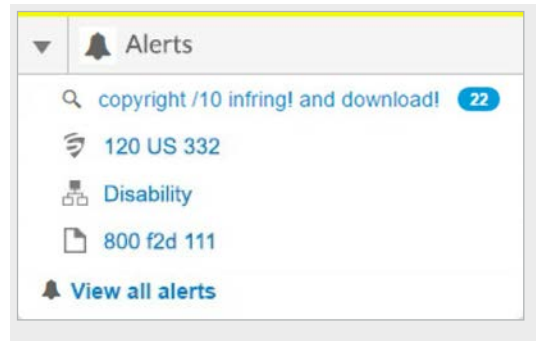 Alerts
copyright /10 infring! and download! 22
120 US 332
Disability
800 f2d 111
View all alerts